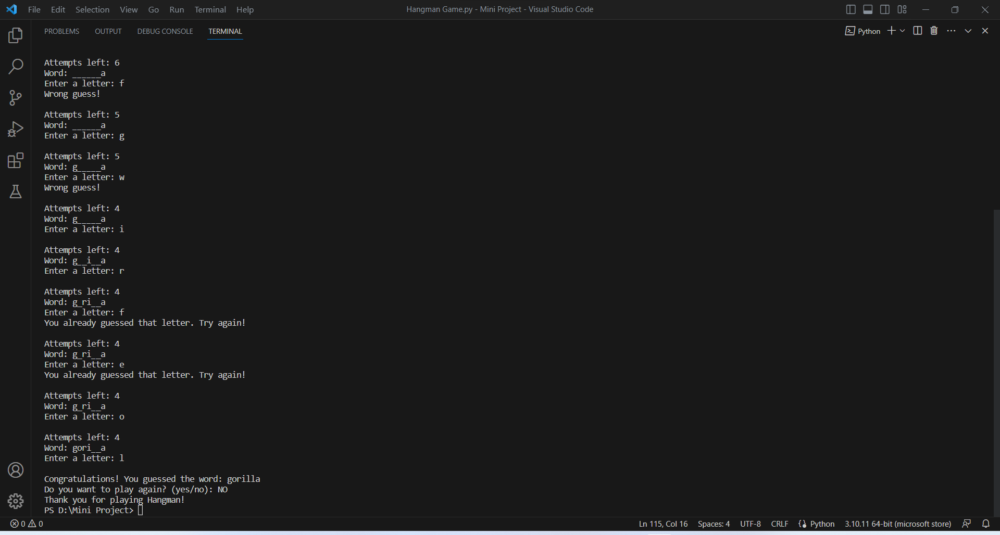 File Edit Selection View Go Run Terminal Help
Hangman Game.py - Mini Project - Visual Studio Code
PROBLEMS OUTPUT DEBUG CONSOLE TERMINAL
Python
Attempts left: 6
Word: ______a
Enter a letter: f
Wrong guess!
Attempts left: 5
Word: ______a
Enter a letter: g
Attempts left: 5
Word: g_____a
Enter a letter: w
Wrong guess!
Attempts left: 4
Word: g_____a
Enter a letter: i
Attempts left: 4
Word: g__i__a
Enter a letter: r
Attempts left: 4
Word: g_ri__a
Enter a letter: f
You already guessed that letter. Try again!
Attempts left: 4
Word: g_ri__a
Enter a letter: e
You already guessed that letter. Try again!
Attempts left: 4
Word: g_ri__a
Enter a letter: o
Attempts left: 4
Word: gori__a
Enter a letter: l
Congratulations! You guessed the word: gorilla
Do you want to play again? (yes/no): NO
Thank you for playing Hangman!
PS D:\Mini Project>
0 0
Ln 115, Col 16 Spaces: 4 UTF-8 CRLF Python 3.10.11 64-bit (microsoft store)